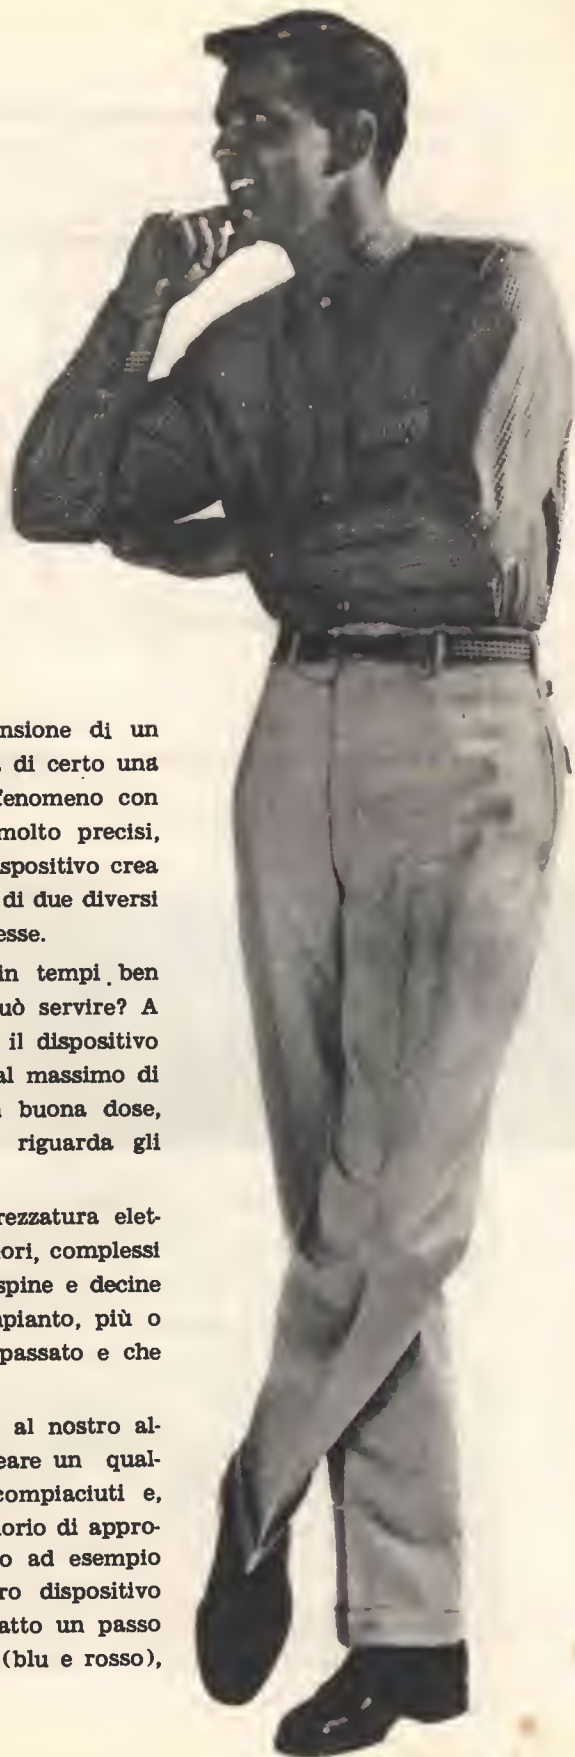 nsione di un
di certo una
fenomeno con
molto precisi,
spositivo crea
di due diversi
esse.
in tempi ben
uò servire? A
il dispositivo
al massimo di
buona dose,
riguarda gli
rezzatura elet-
ori, complessi
spine e decine
pianto, più o
passato e che
al nostro al-
eare un qual-
compiaciuti e,
orio di appro-
o ad esempio
ro dispositivo
atto un passo
(blu e rosso),